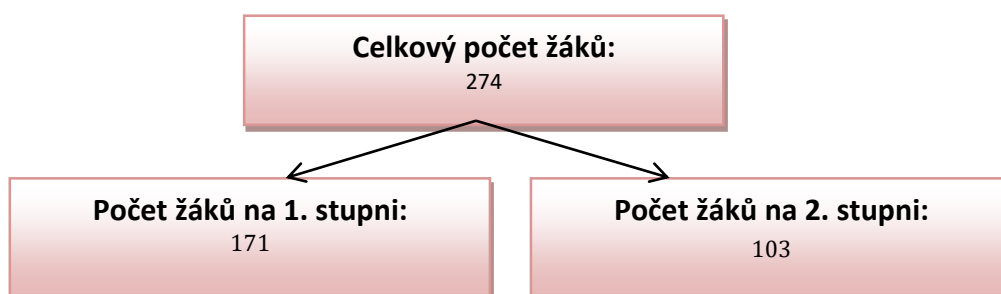 Celkový počet žáků:
274
Počet žáků na 1. stupni:
171
Počet žáků na 2. stupni:
103